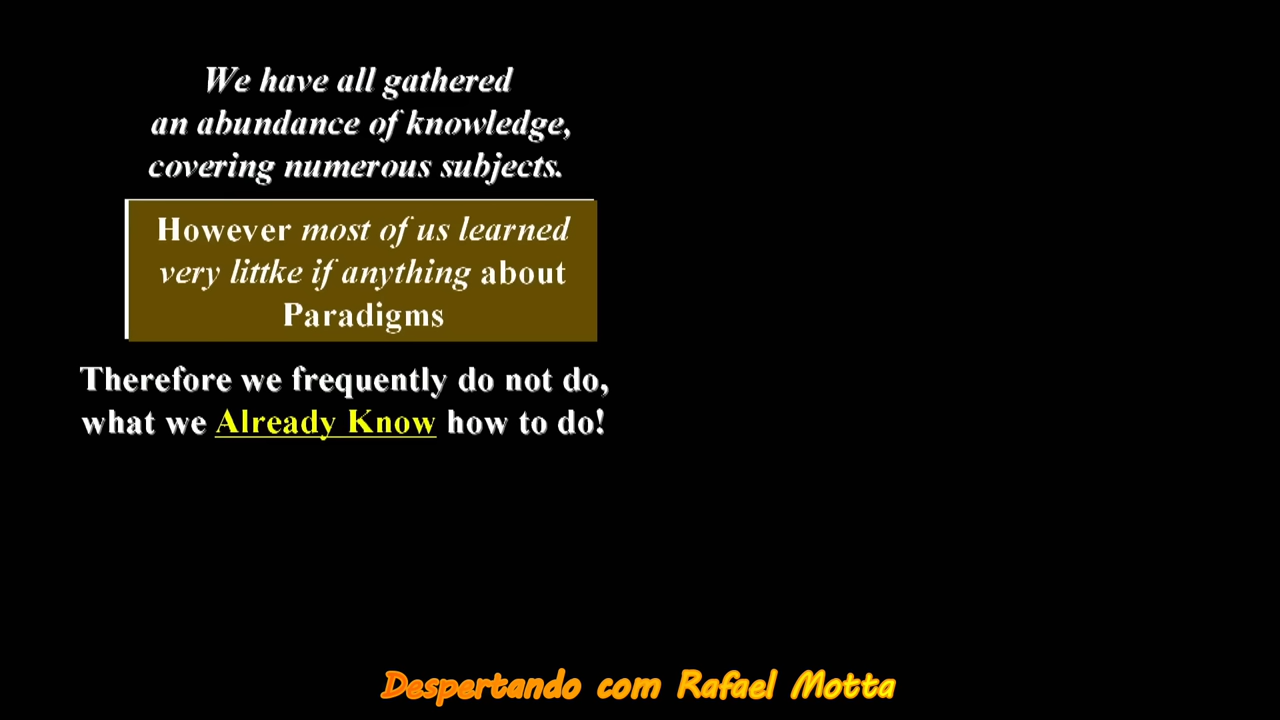 We have all gathered
an abundance of knowledge,
covering numerous subjects.
However most of us learned
very littke if anything about
Paradigms
Therefore we frequently do not do,
what we Already Know how to do!
Despertando com Rafael Motta